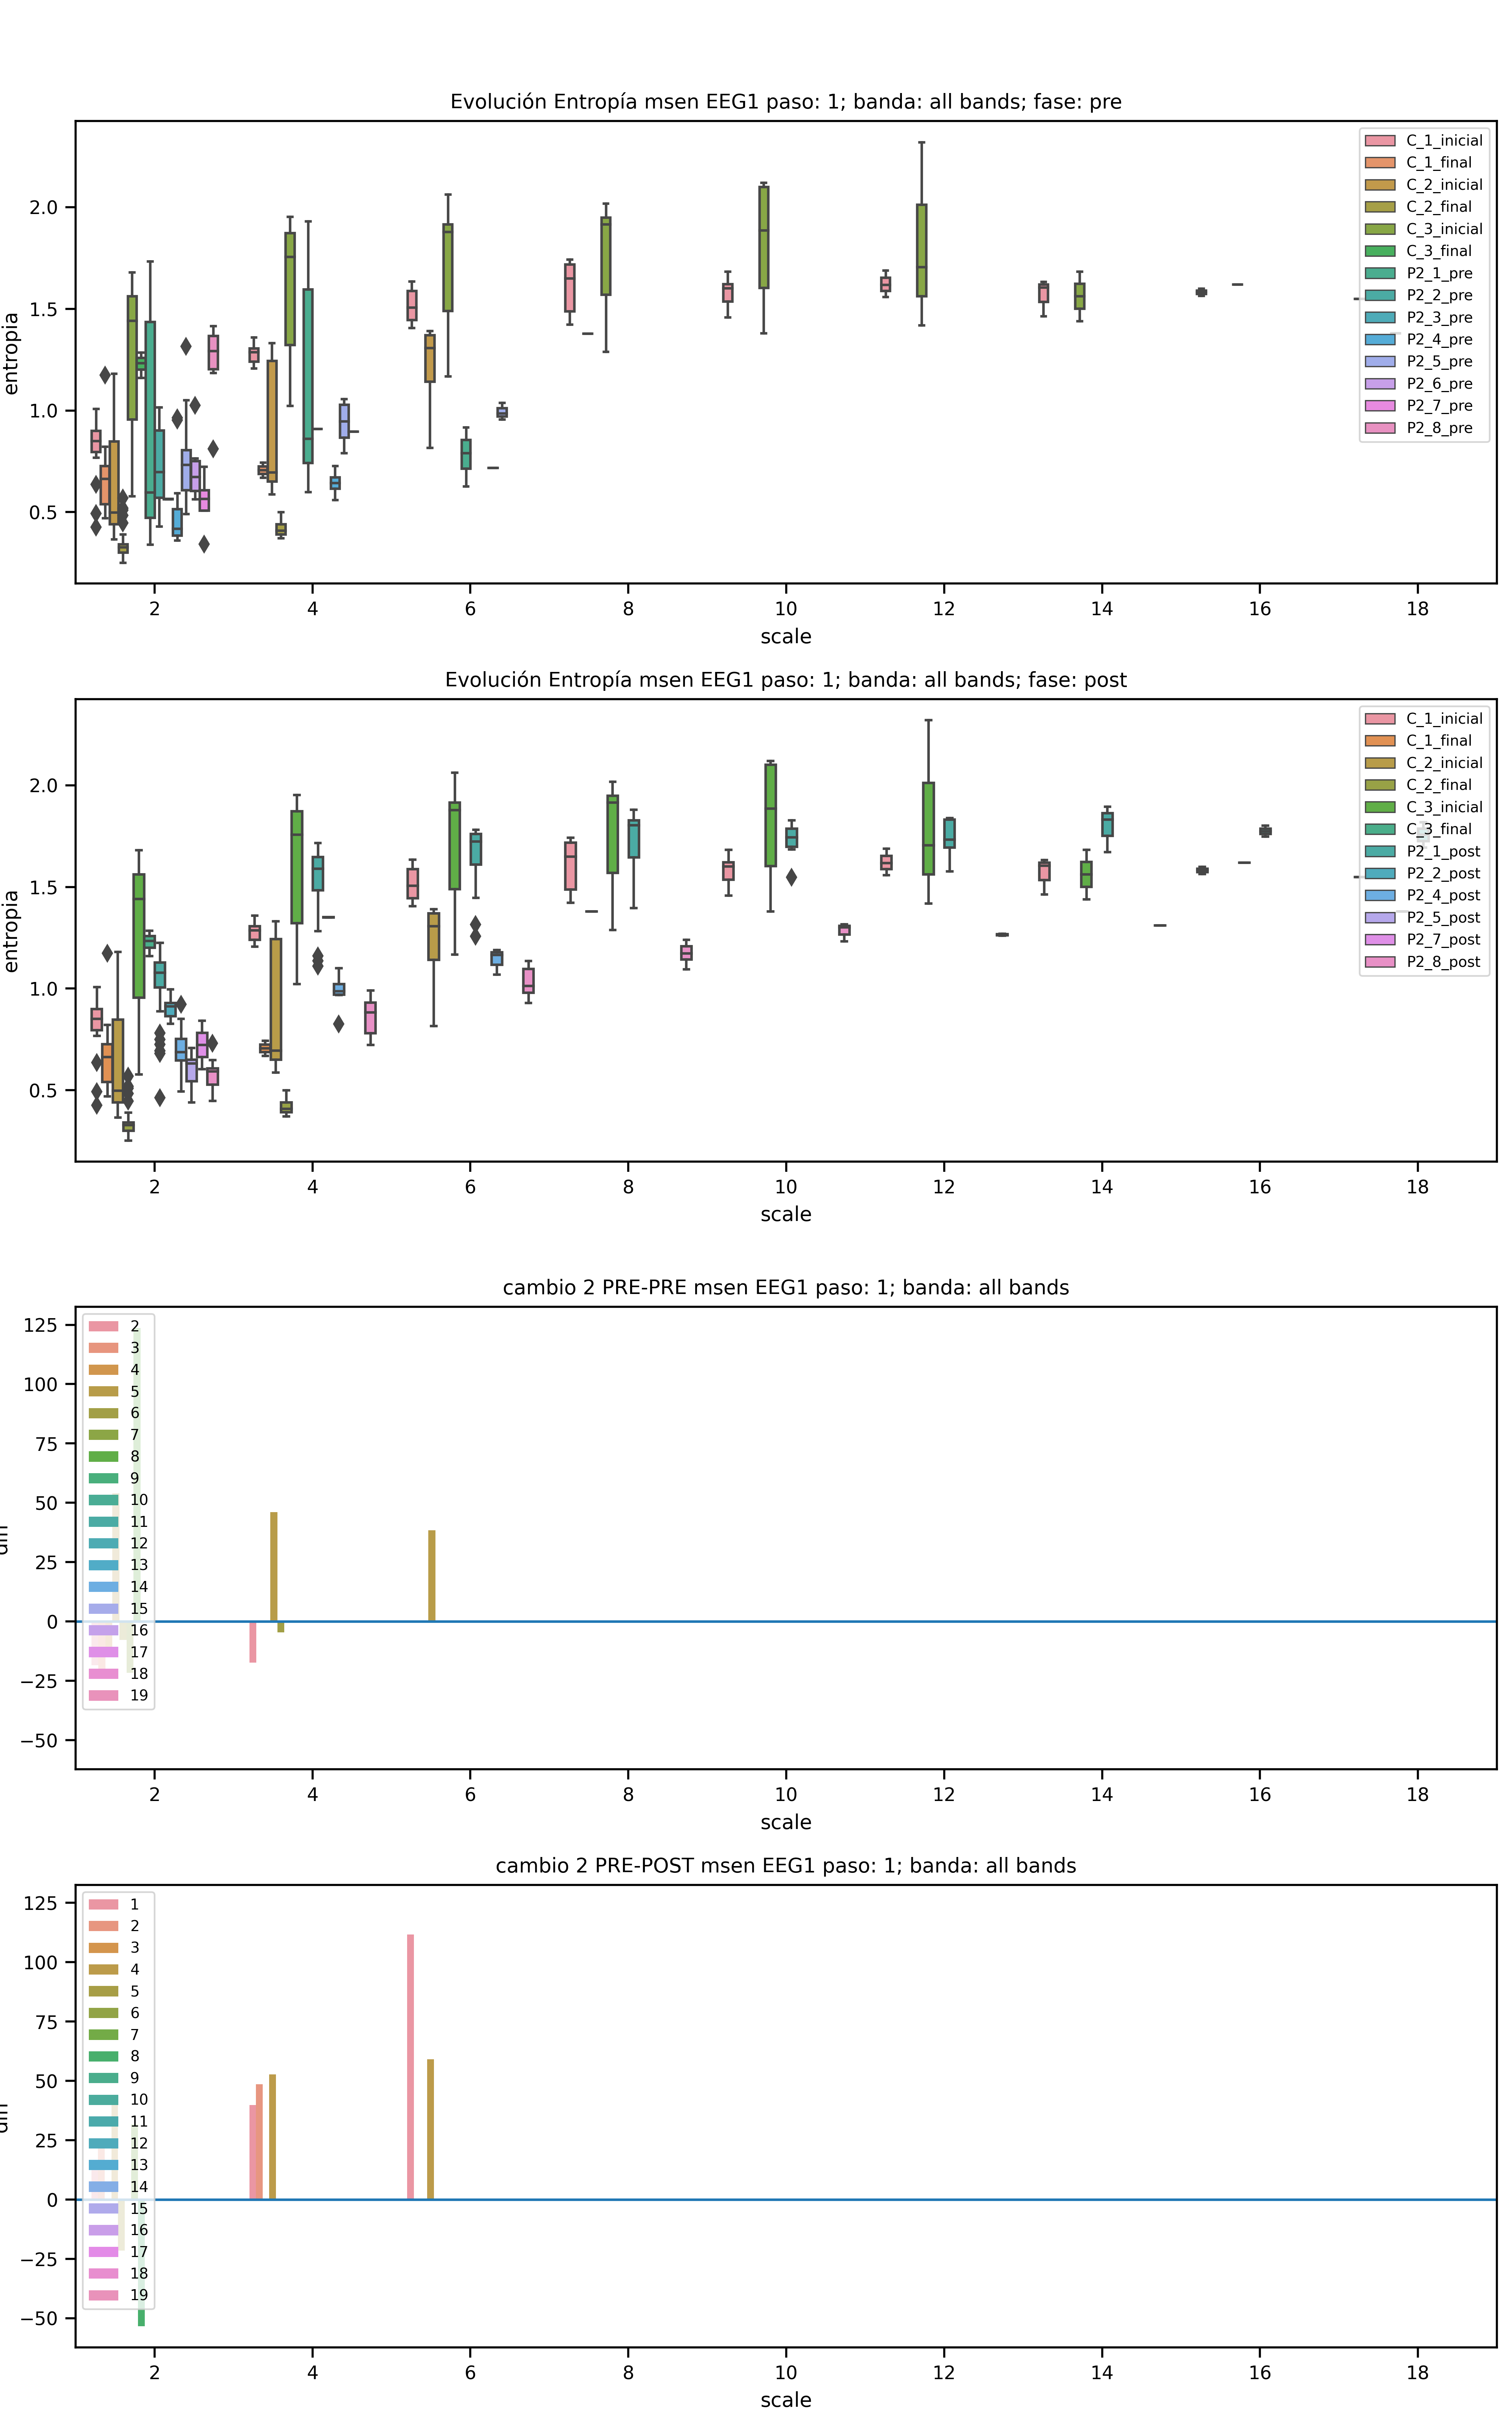 Evolución Entropía msen EEG1 paso: 1; banda: all bands; fase: pre
entropia
2.0
1.5
1.0
0.5
C_1_inicial
C_1_final
C_2_inicial
C_2_final
C_3_inicial
C_3_final
P2_1_pre
P2_2_pre
P2_3_pre
P2_4_pre
P2_5_pre
P2_6_pre
P2_7_pre
P2_8_pre
2 4 6 8 10 12 14 16 18
scale
Evolución Entropía msen EEG1 paso: 1; banda: all bands; fase: post
entropia
2.0
1.5
1.0
0.5
C_1_inicial
C_1_final
C_2_inicial
C_2_final
C_3_inicial
C_3_final
P2_1_post
P2_2_post
P2_4_post
P2_5_post
P2_7_post
P2_8_post
2 4 6 8 10 12 14 16 18
scale
cambio 2 PRE-PRE msen EEG1 paso: 1; banda: all bands
125
100
75
50
25
0
−25
−50
2
3
4
5
6
7
8
9
10
11
12
13
14
15
16
17
18
19
2 4 6 8 10 12 14 16 18
scale
cambio 2 PRE-POST msen EEG1 paso: 1; banda: all bands
125
100
75
50
25
0
−25
−50
1
2
3
4
5
6
7
8
9
10
11
12
13
14
15
16
17
18
19
2 4 6 8 10 12 14 16 18
scale